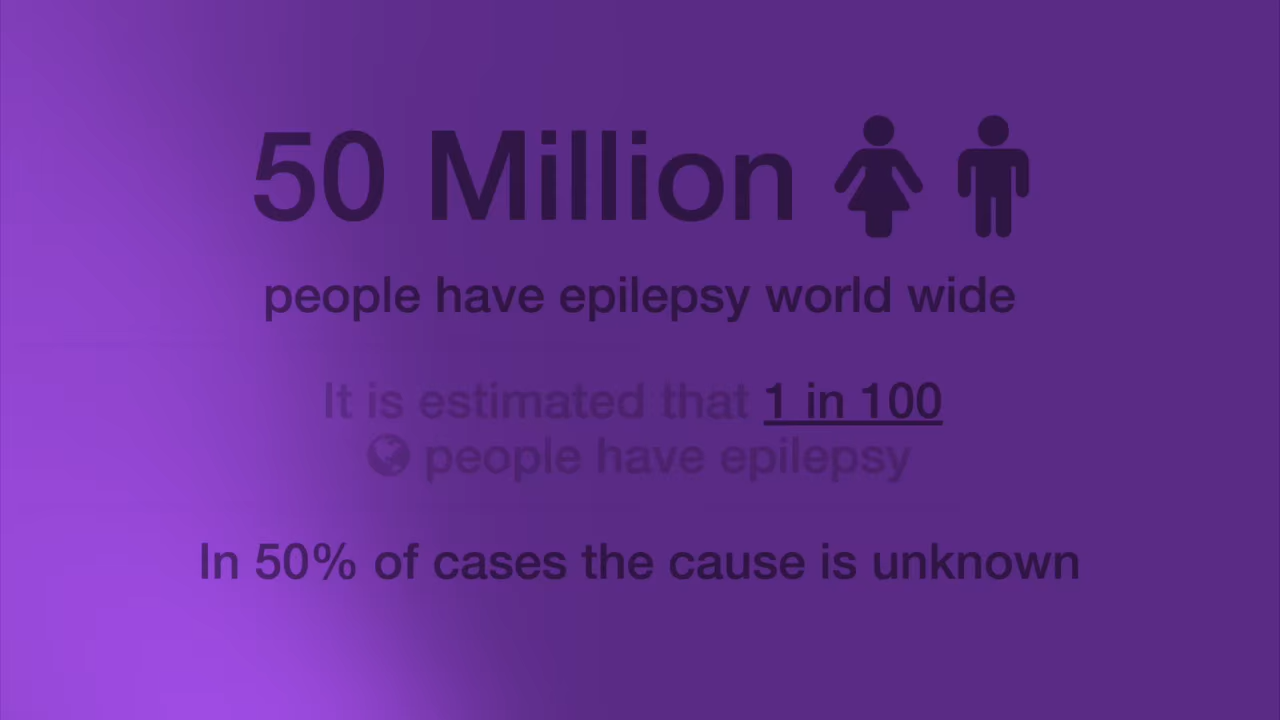 50 Million
people have epilepsy world wide
It is estimated that 1 in 100
people have epilepsy
In 50% of cases the cause is unknown